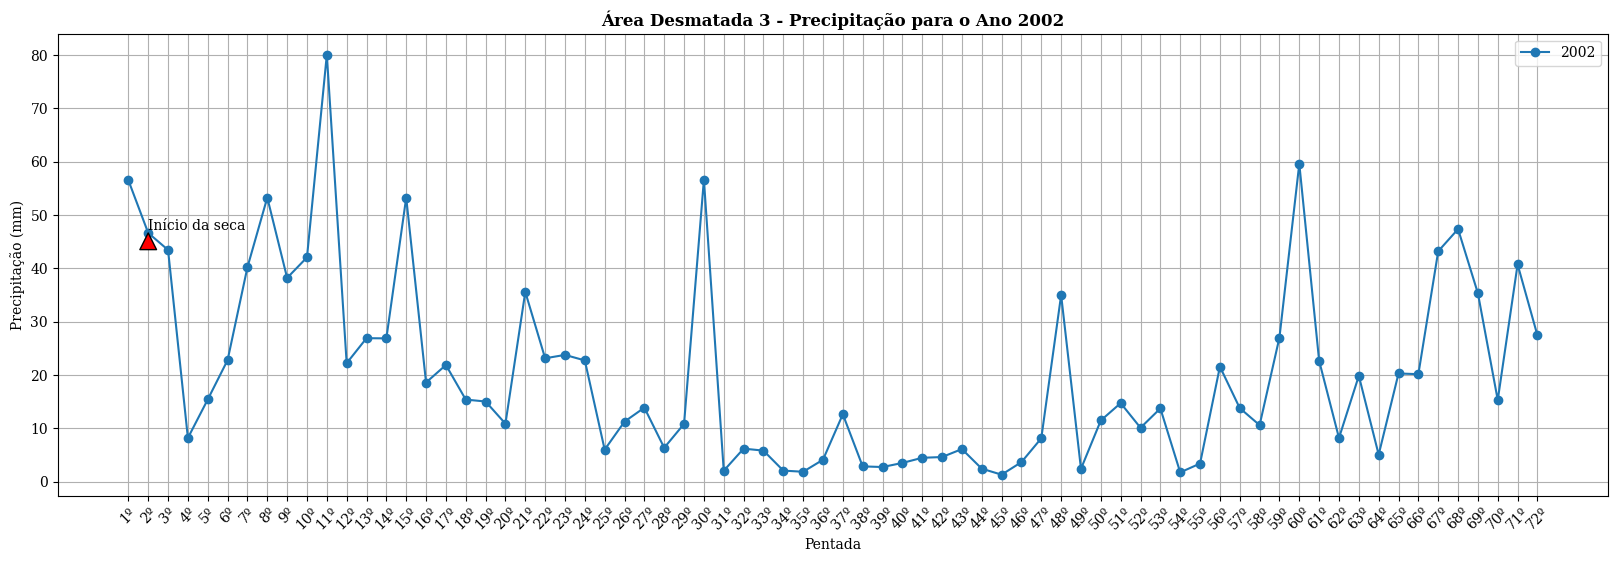 Área Desmatada 3 - Precipitação para o Ano 2002
2002
Precipitação (mm)
80
70
60
50
40
30
20
10
0
Início da seca
1º 2º 3º 4º 5º 6º 7º 8º 9º 10º 11º 12º 13º 14º 15º 16º 17º 18º 19º 20º 21º 22º 23º 24º 25º 26º 27º 28º 29º 30º 31º 32º 33º 34º 35º 36º 37º 38º 39º 40º 41º 42º 43º 44º 45º 46º 47º 48º 49º 50º 51º 52º 53º 54º 55º 56º 57º 58º 59º 60º 61º 62º 63º 64º 65º 66º 67º 68º 69º 70º 71º 72º
Pentada